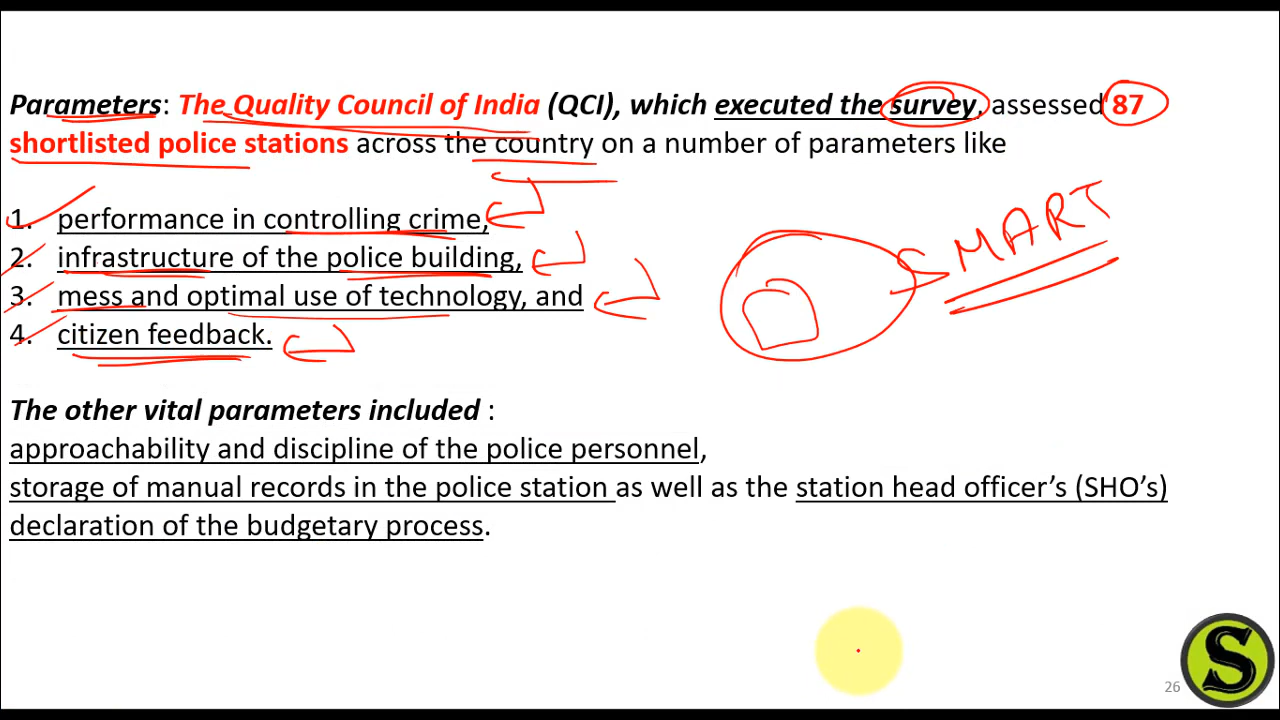 Parameters: The Quality Council of India (QCI), which executed the survey, assessed 87
shortlisted police stations across the country on a number of parameters like
1. performance in controlling crime,
2. infrastructure of the police building,
3. mess and optimal use of technology, and
4. citizen feedback.
SMART
The other vital parameters included :
approachability and discipline of the police personnel,
storage of manual records in the police station as well as the station head officer’s (SHO’s)
declaration of the budgetary process.
26
S